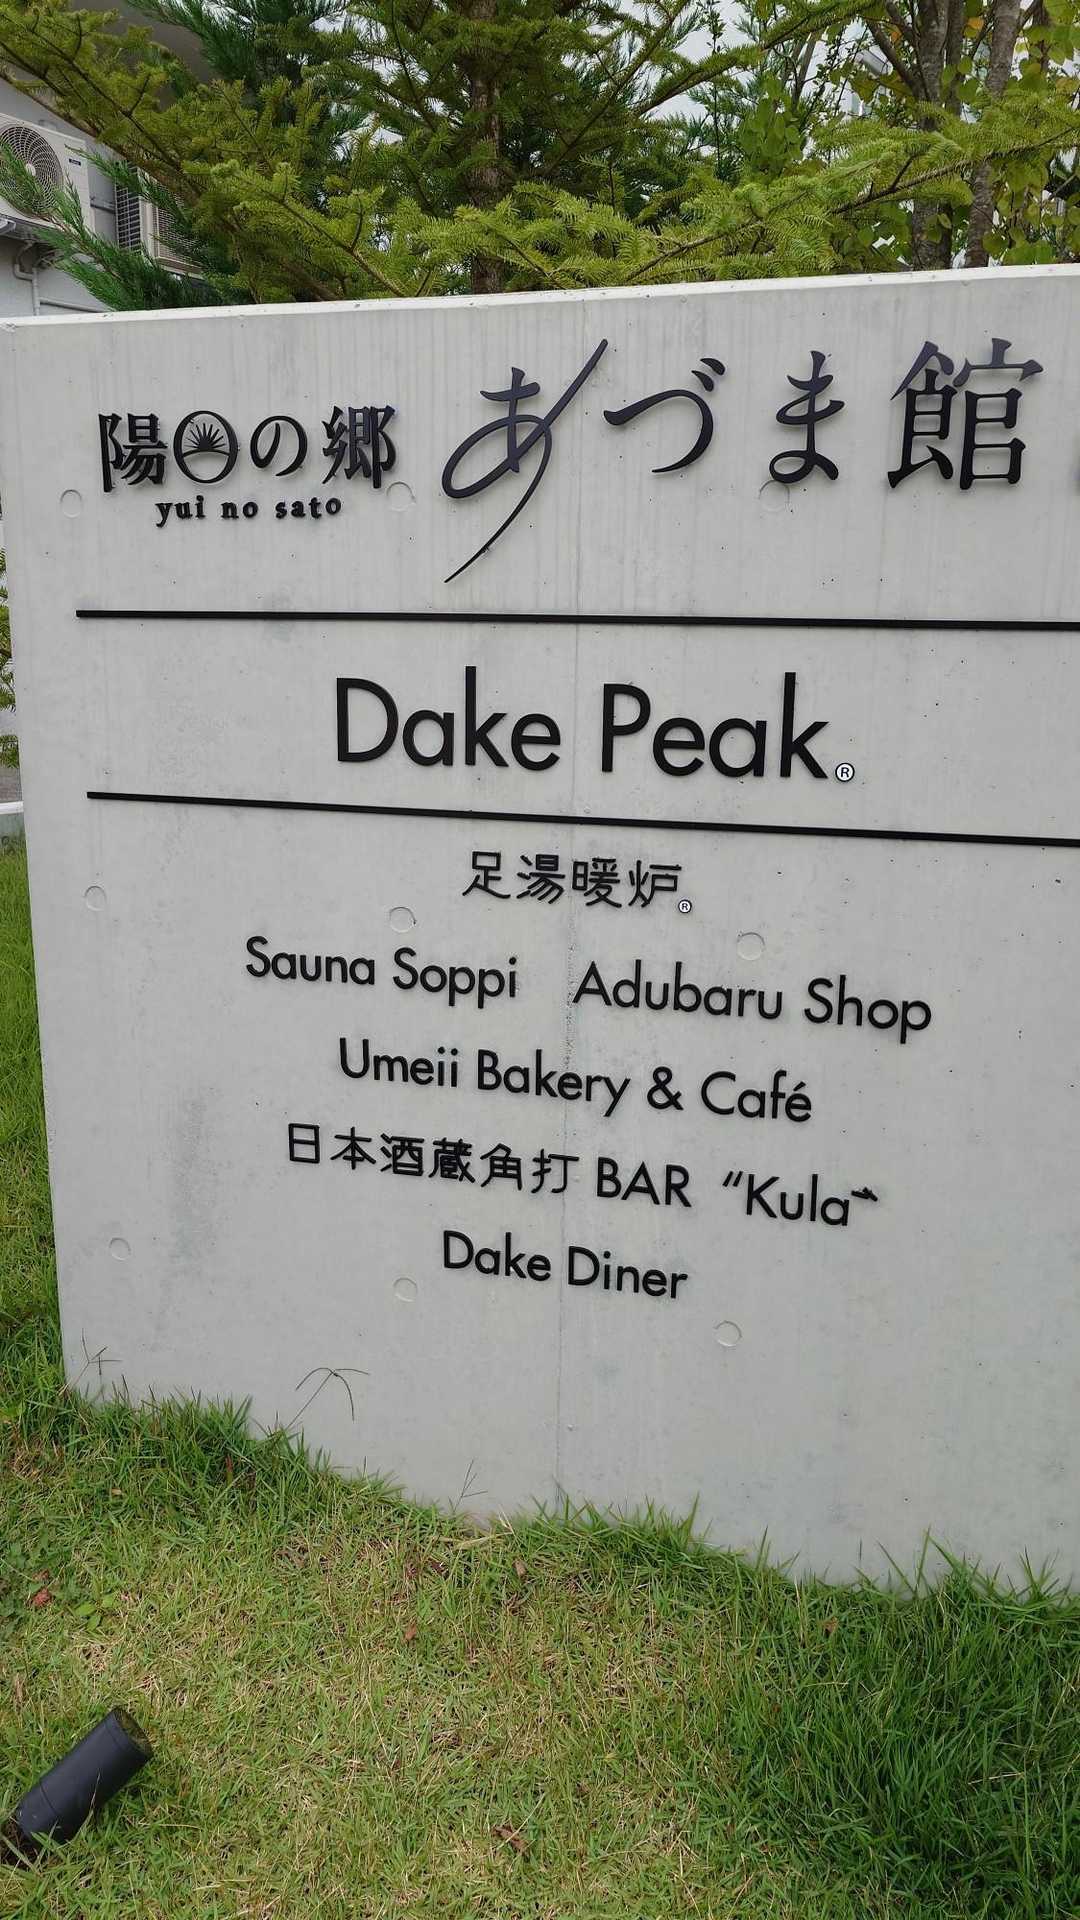 陽日の郷 あづま館
yui no sato
Dake Peak®
足湯暖炉®
Sauna Soppi Adubaru Shop
Umeii Bakery & Café
日本酒蔵角打 BAR “Kula”
Dake Diner